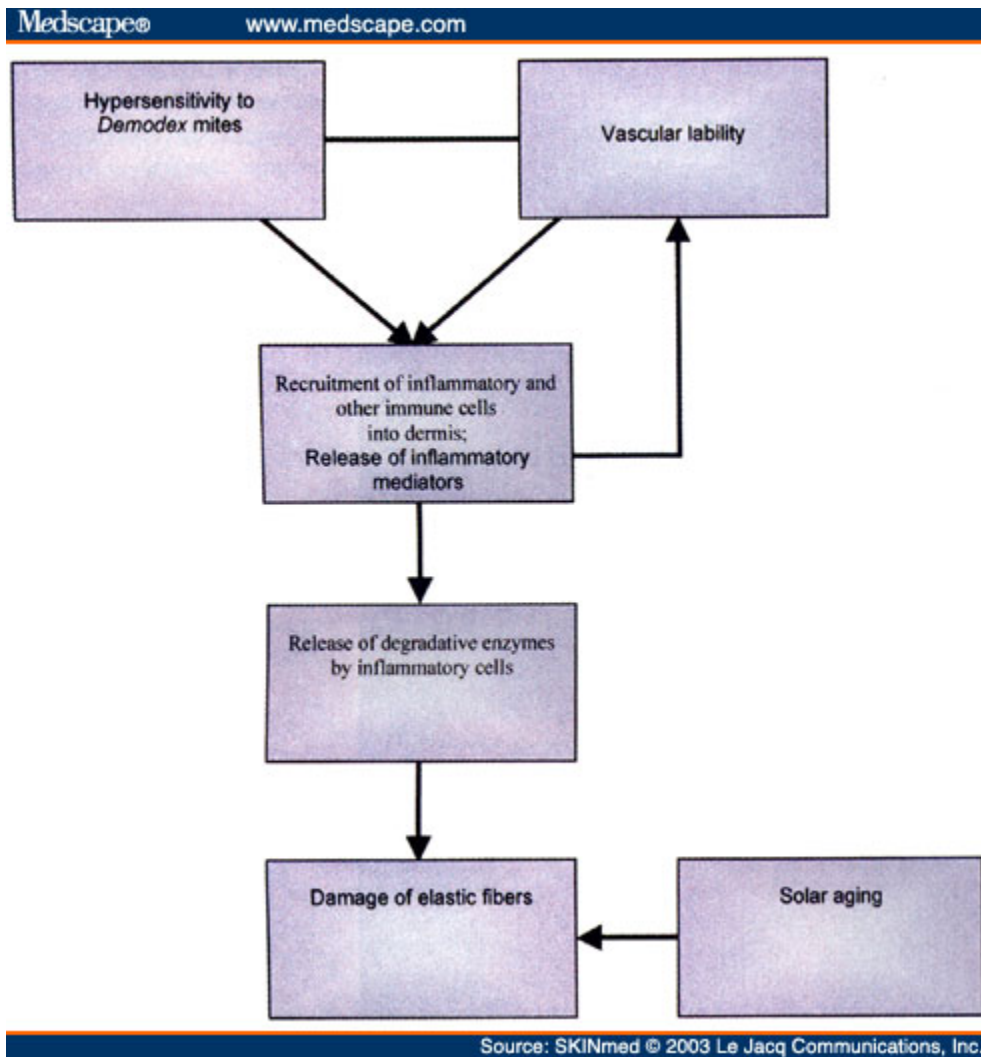 Medscape® www.medscape.com
Hypersensitivity to
Demodex mites
Vascular lability
Recruitment of inflammatory and
other immune cells
into dermis;
Release of inflammatory
mediators
Release of degradative enzymes
by inflammatory cells
Damage of elastic fibers
Solar aging
Source: SKINmed © 2003 Le Jacq Communications, Inc.